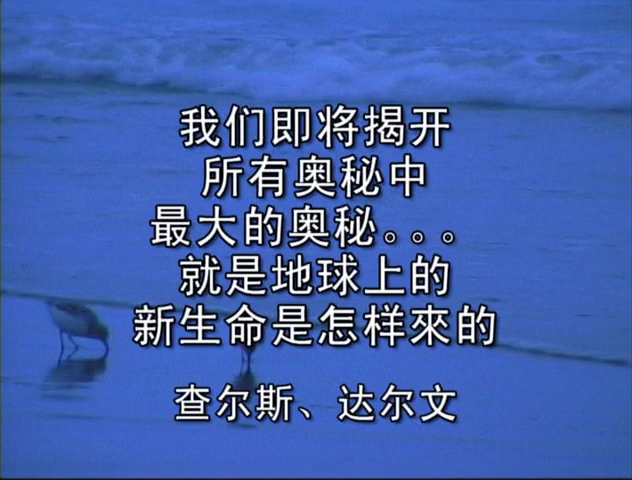 我们即将揭开
所有奥秘中
最大的奥秘。。。
就是地球上的
新生命是怎样來的
查尔斯、达尔文